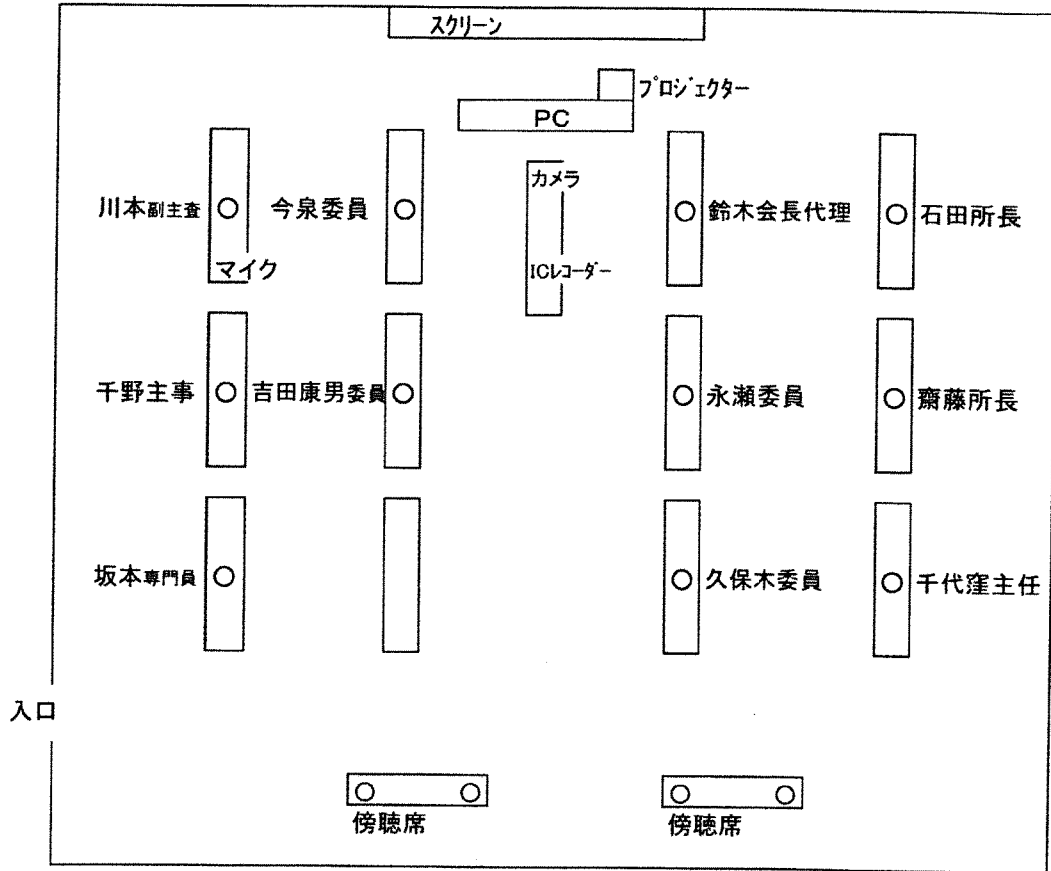 スクリーン
プロジェクター
PC
カメラ
川本副主査
今泉委員
鈴木会長代理
石田所長
マイク
ICレコーダー
千野主事
吉田康男委員
永瀬委員
齋藤所長
坂本専門員
久保木委員
千代窪主任
入口
傍聴席
傍聴席